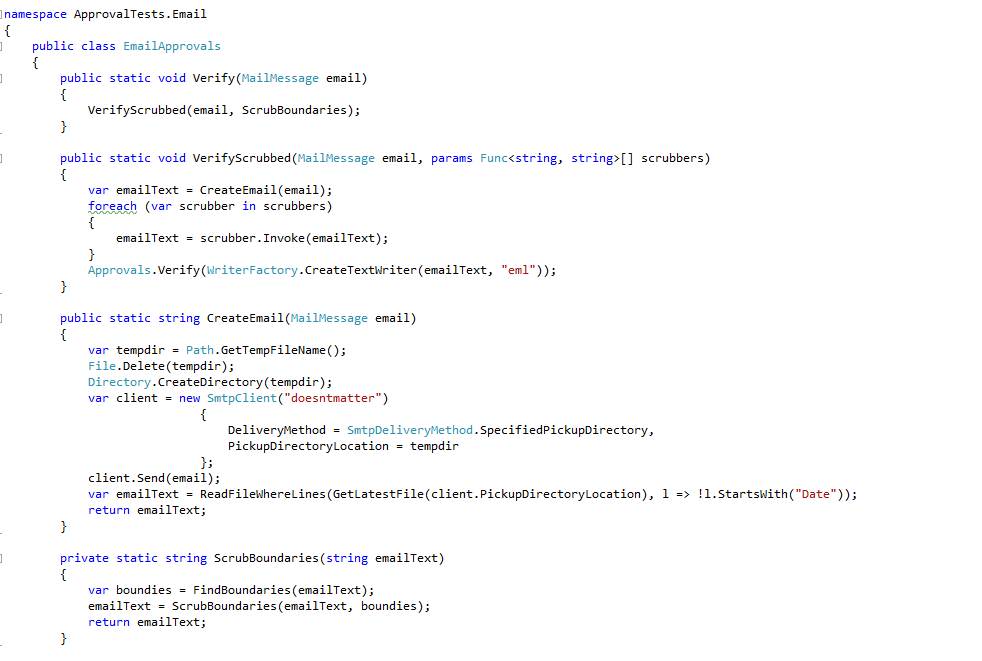 namespace ApprovalTests.Email
{
    public class EmailApprovals
    {
        public static void Verify(MailMessage email)
        {
            VerifyScrubbed(email, ScrubBoundaries);
        }

        public static void VerifyScrubbed(MailMessage email, params Func<string, string>[] scrubbers)
        {
            var emailText = CreateEmail(email);
            foreach (var scrubber in scrubbers)
            {
                emailText = scrubber.Invoke(emailText);
            }
            Approvals.Verify(WriterFactory.CreateTextWriter(emailText, "eml"));
        }

        public static string CreateEmail(MailMessage email)
        {
            var tempdir = Path.GetTempFileName();
            File.Delete(tempdir);
            Directory.CreateDirectory(tempdir);
            var client = new SmtpClient("doesntmatter")
                            {
                                DeliveryMethod = SmtpDeliveryMethod.SpecifiedPickupDirectory,
                                PickupDirectoryLocation = tempdir
                            };
            client.Send(email);
            var emailText = ReadFileWhereLines(GetLatestFile(client.PickupDirectoryLocation), l => !l.StartsWith("Date"));
            return emailText;
        }

        private static string ScrubBoundaries(string emailText)
        {
            var boundies = FindBoundaries(emailText);
            emailText = ScrubBoundaries(emailText, boundies);
            return emailText;
        }